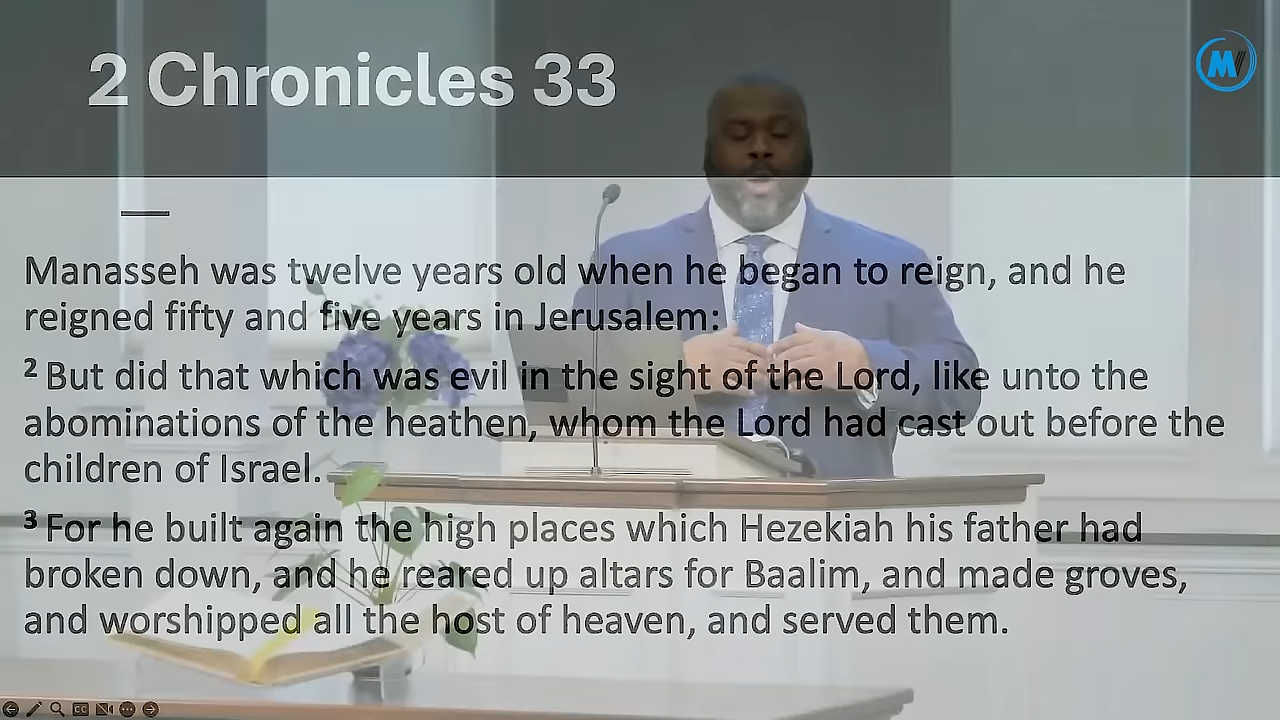 2 Chronicles 33
MV
Manasseh was twelve years old when he began to reign, and he
reigned fifty and five years in Jerusalem:
2 But did that which was evil in the sight of the Lord, like unto the
abominations of the heathen, whom the Lord had cast out before the
children of Israel.
3 For he built again the high places which Hezekiah his father had
broken down, and he reared up altars for Baalim, and made groves,
and worshipped all the host of heaven, and served them.
CC